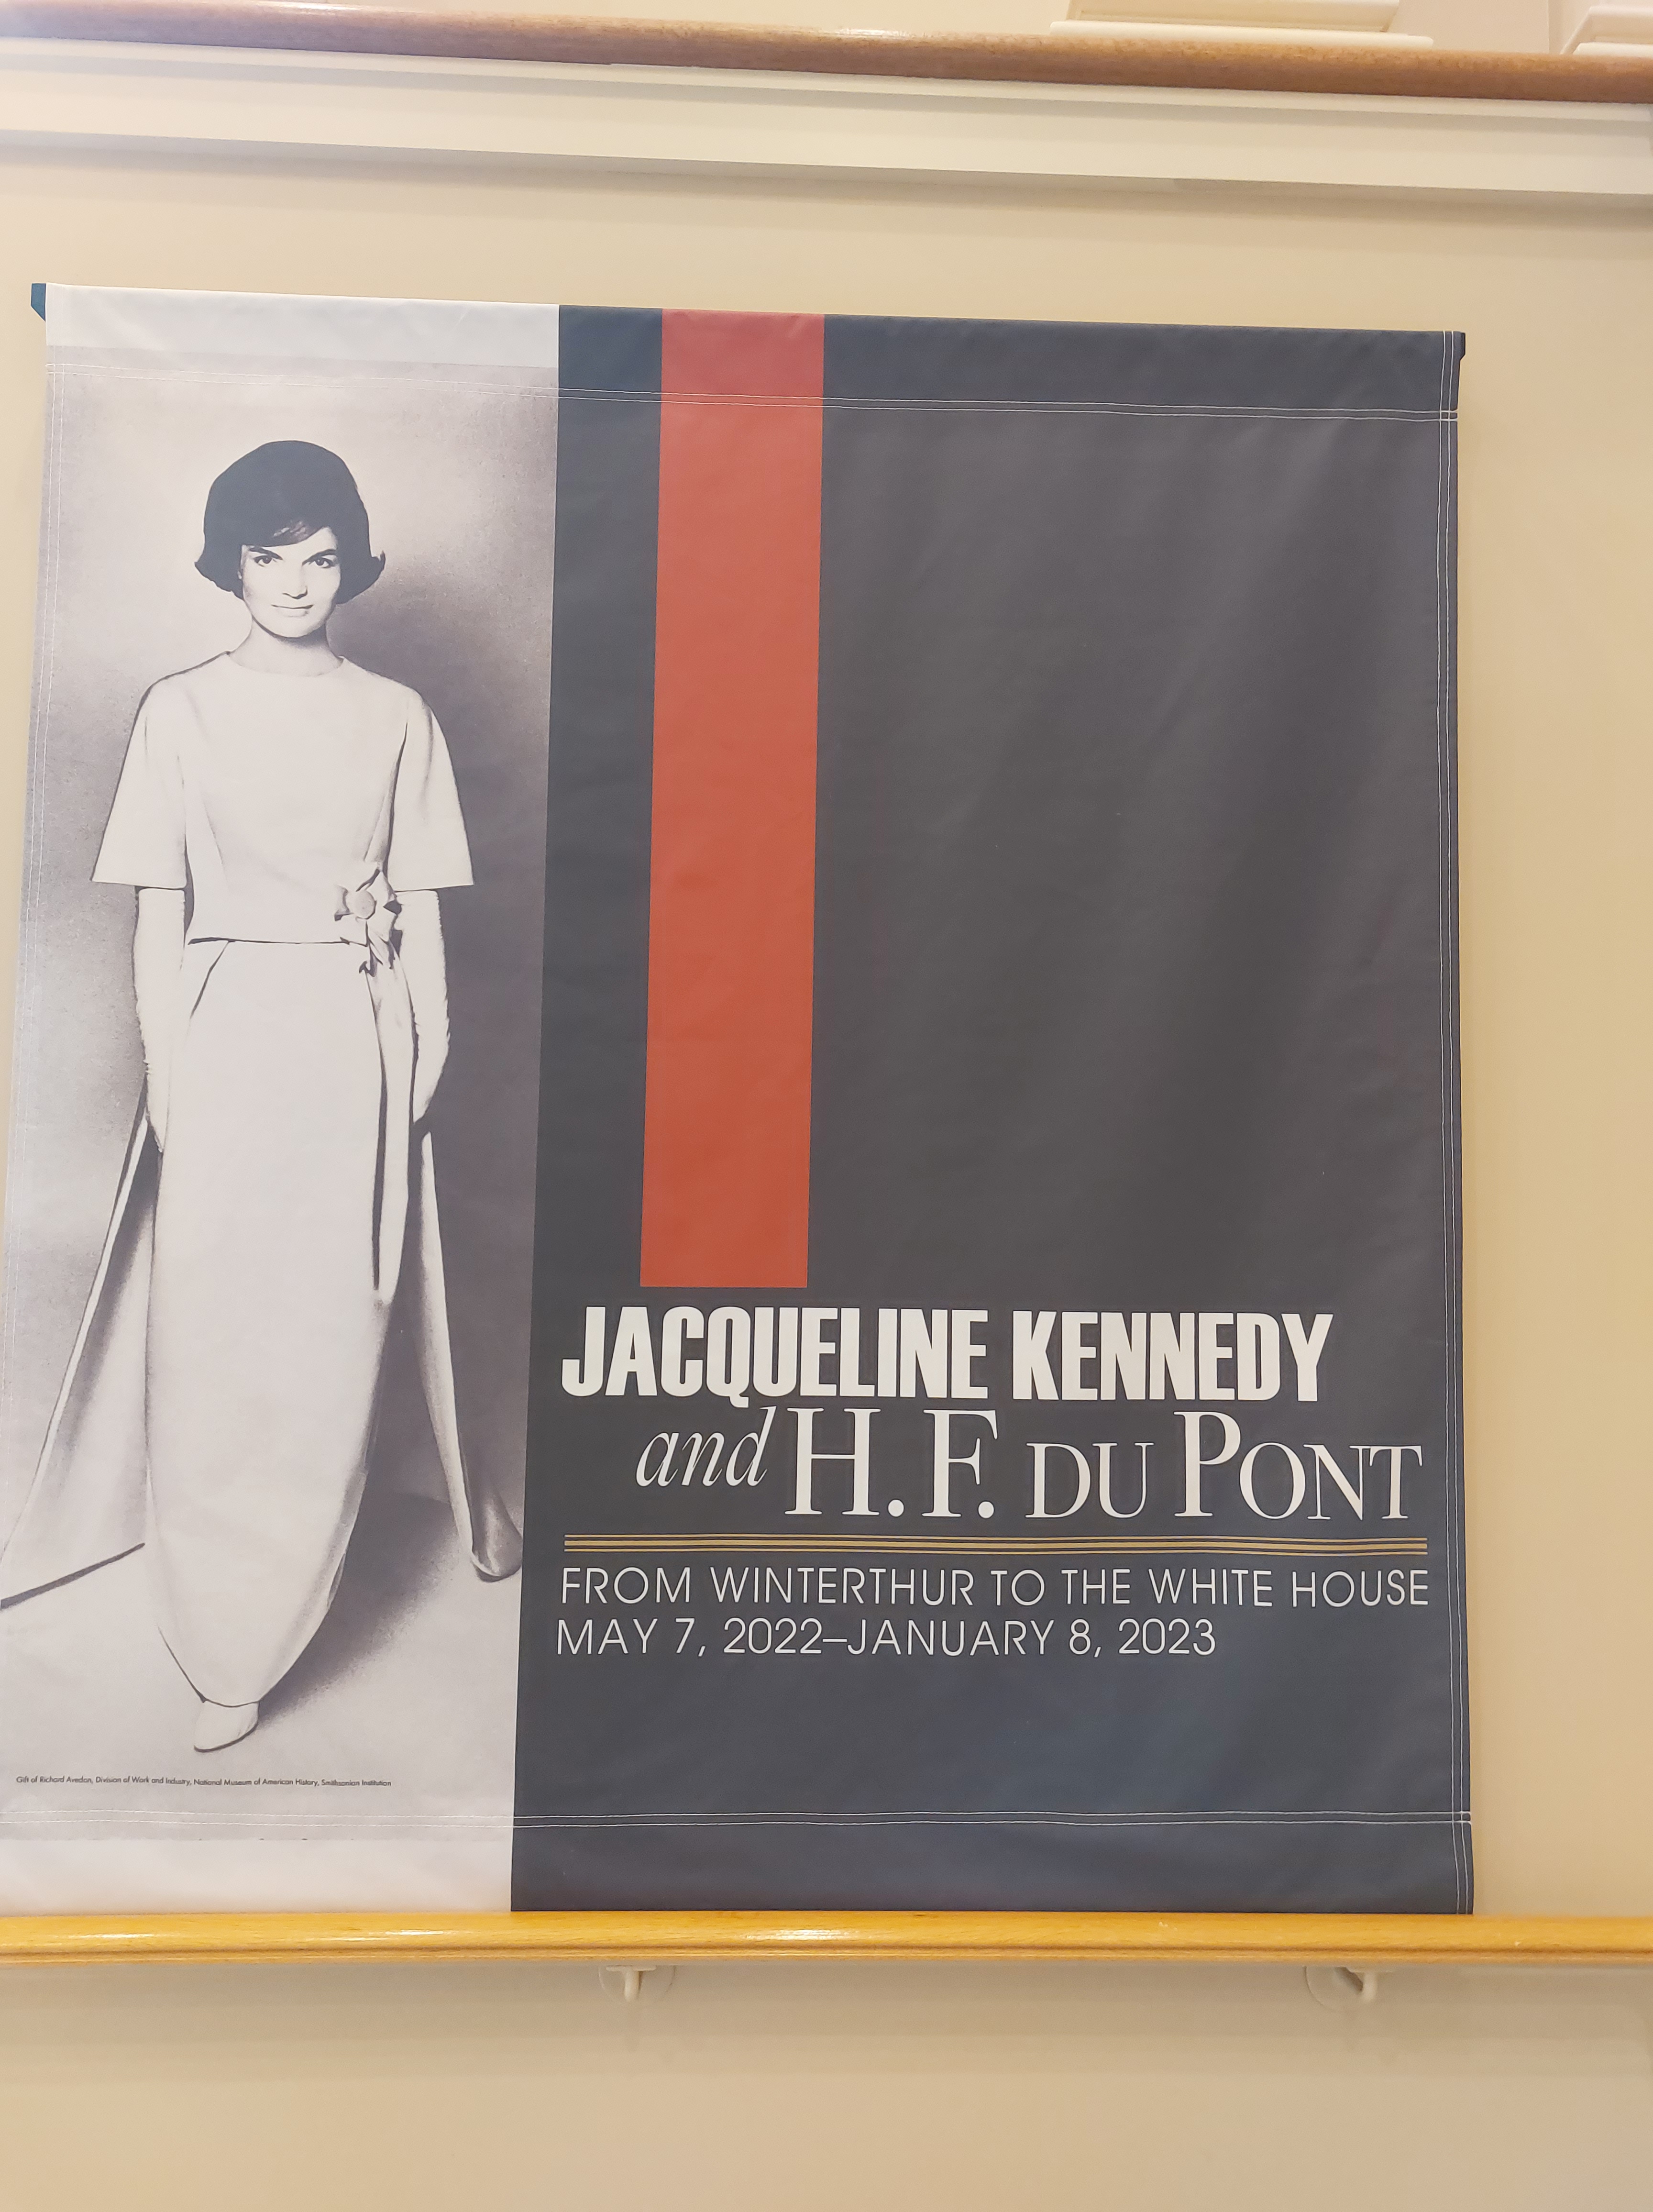 JACQUELINE KENNEDY
and H. F. DU PONT
FROM WINTERTHUR TO THE WHITE HOUSE
MAY 7, 2022–JANUARY 8, 2023
Gift of Richard Avedon, Division of Work and Industry, National Museum of American History, Smithsonian Institution